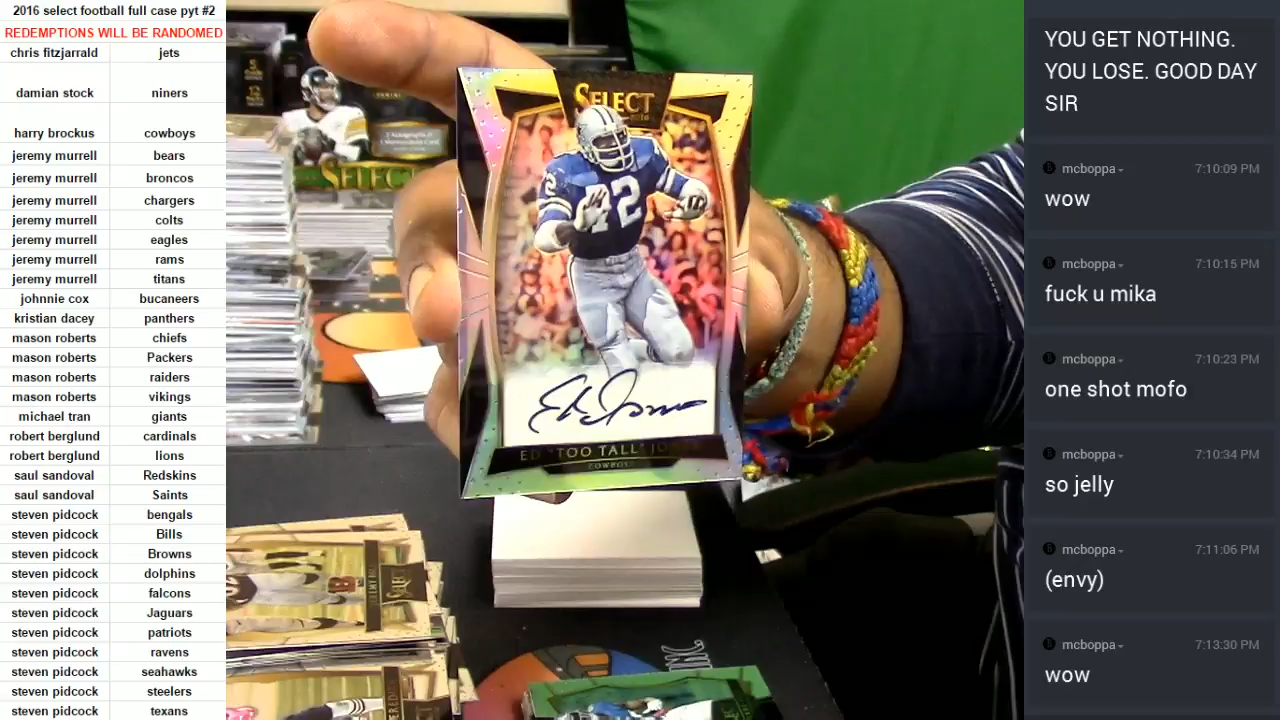 2016 select football full case pyt #2
REDEMPTIONS WILL BE RANDOMED
chris fitzjarrald jets
damian stock niners
harry brockus cowboys
jeremy murrell bears
jeremy murrell broncos
jeremy murrell chargers
jeremy murrell colts
jeremy murrell eagles
jeremy murrell rams
jeremy murrell titans
johnnie cox bucaneers
kristian dacey panthers
mason roberts chiefs
mason roberts Packers
mason roberts raiders
mason roberts vikings
michael tran giants
robert berglund cardinals
robert berglund lions
saul sandoval Redskins
saul sandoval Saints
steven pidcock bengals
steven pidcock Bills
steven pidcock Browns
steven pidcock dolphins
steven pidcock falcons
steven pidcock Jaguars
steven pidcock patriots
steven pidcock ravens
steven pidcock seahawks
steven pidcock steelers
steven pidcock texans
SELECT
SELECT
2016
72
ED "TOO TALL"
COWBOYS
SELECT
YOU GET NOTHING.
YOU LOSE. GOOD DAY
SIR
mcboppa 7:10:09 PM
wow
mcboppa 7:10:15 PM
fuck u mika
mcboppa 7:10:23 PM
one shot mofo
mcboppa 7:10:34 PM
so jelly
mcboppa 7:11:06 PM
(envy)
mcboppa 7:13:30 PM
wow